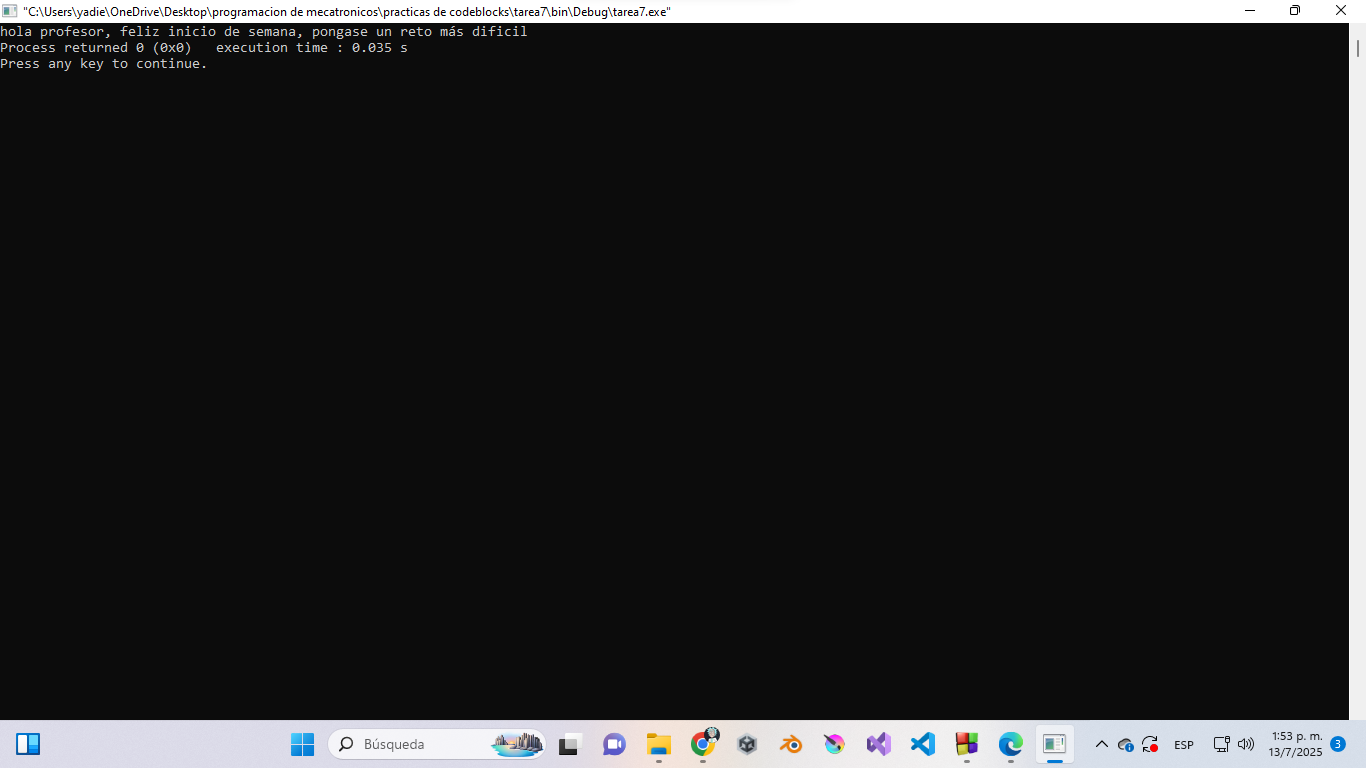 "C:\Users\yadie\OneDrive\Desktop\programacion de mecatronicos\practicas de codeblocks\tarea7\bin\Debug\tarea7.exe"
hola profesor, feliz inicio de semana, pongase un reto más dificil
Process returned 0 (0x0)   execution time : 0.035 s
Press any key to continue.
Búsqueda
ESP
1:53 p. m.
13/7/2025
3